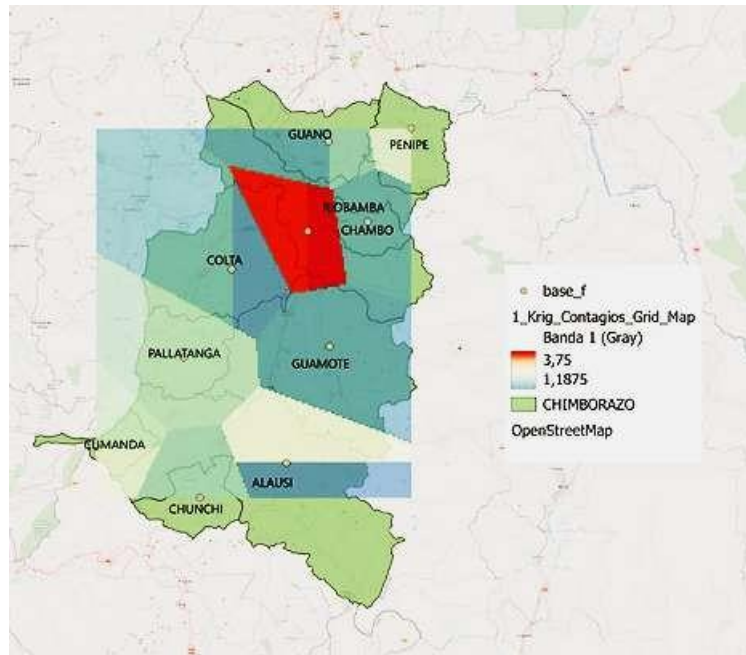 GUANO
PENIPE
RIOBAMBA
CHAMBO
COLTA
PALLATANGA
GUAMOTE
CUMANDA
ALAUSI
CHUNCHI
base_f
1_Krig_Contagios_Grid_Map
Banda 1 (Gray)
3,75
1,1875
CHIMBORAZO
OpenStreetMap